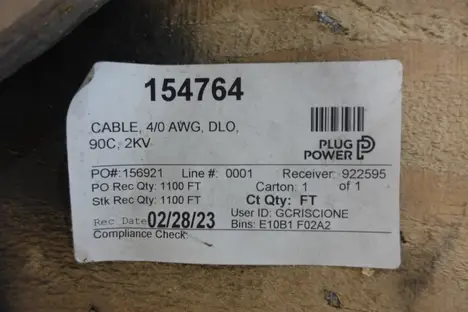 154764
CABLE, 4/0 AWG, DLO,
90C, 2KV
PLUG
POWER
PO#: 156921 Line #: 0001 Receiver: 922595
PO Rec Qty: 1100 FT Carton: 1 of 1
Stk Rec Qty: 1100 FT Ct Qty: FT
Rec Date 02/28/23 User ID: GCRISCIONE
Compliance Check: Bins: E10B1 F02A2